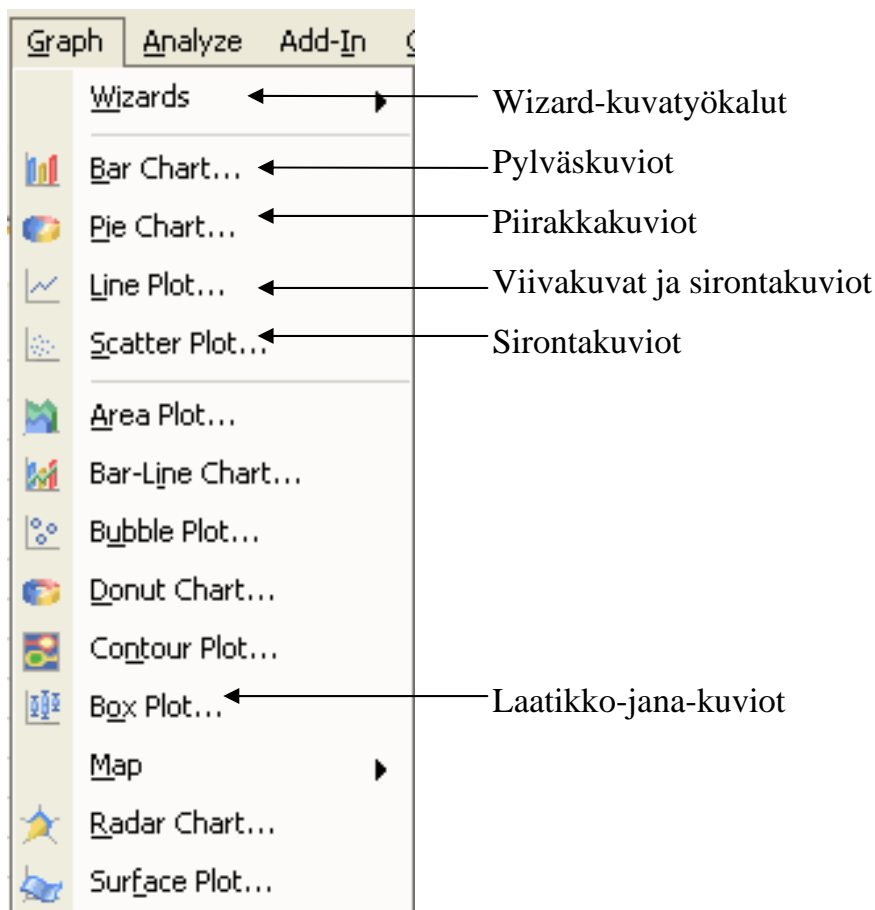 Graph Analyze Add-In
Wizards Wizard-kuvatyökalut
Bar Chart... Pylväskuviot
Pie Chart... Piirakkakuviot
Line Plot... Viivakuvat ja sirontakuviot
Scatter Plot... Sirontakuviot
Area Plot...
Bar-Line Chart...
Bubble Plot...
Donut Chart...
Contour Plot...
Box Plot... Laatikko-jana-kuviot
Map
Radar Chart...
Surface Plot...